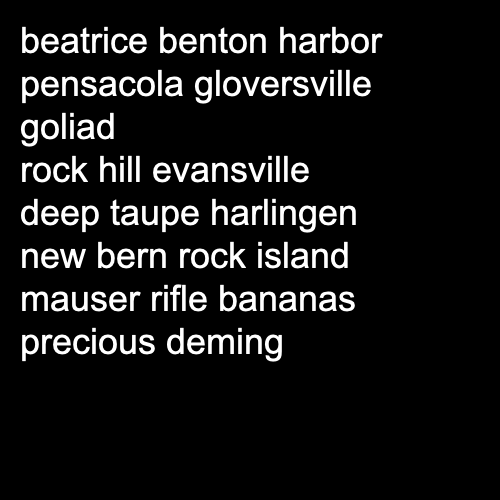 beatrice benton harbor
pensacola gloversville
goliad
rock hill evansville
deep taupe harlingen
new bern rock island
mauser rifle bananas
precious deming